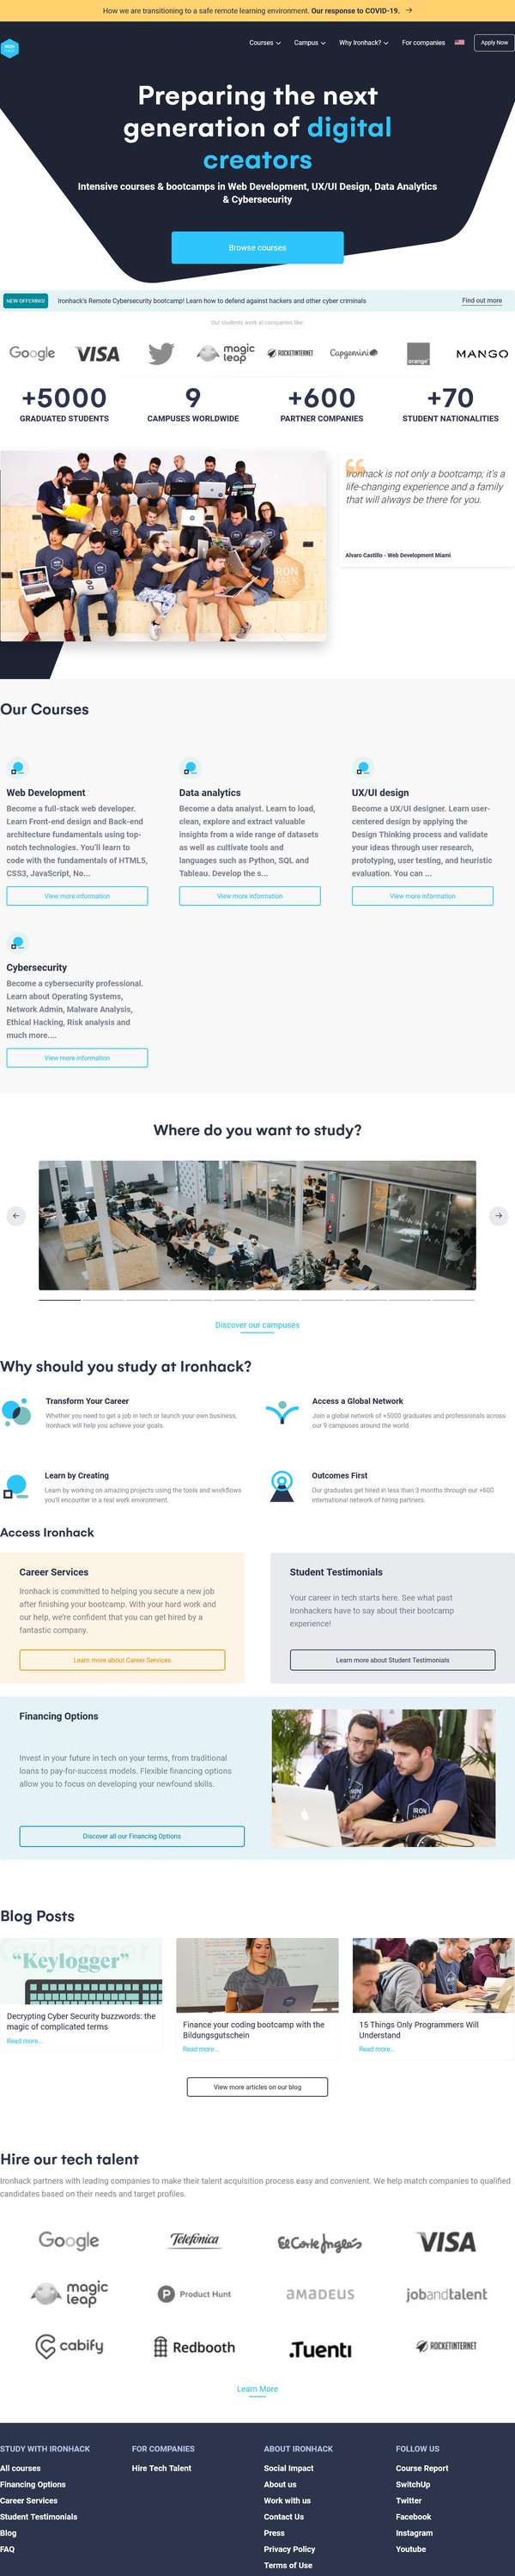 How we are transitioning to a safe remote learning environment. Our response to COVID-19. →
IRON
HACK
Courses
Campus
Why Ironhack?
For companies
Apply Now
Preparing the next
generation of digital
creators
Intensive courses & bootcamps in Web Development, UX/UI Design, Data Analytics
& Cybersecurity
Browse courses
NEW OFFERING!
Ironhack's Remote Cybersecurity bootcamp! Learn how to defend against hackers and other cyber criminals
Find out more
Our students work at companies like:
Google
VISA
magic
leap
ROCKETINTERNET
Capgemini
orange
MANGO
+5000
GRADUATED STUDENTS
9
CAMPUSES WORLDWIDE
+600
PARTNER COMPANIES
+70
STUDENT NATIONALITIES
Ironhack is not only a bootcamp; it's a
life-changing experience and a family
that will always be there for you.
Alvaro Castillo - Web Development Miami
Our Courses
Web Development
Become a full-stack web developer.
Learn Front-end design and Back-end
architecture fundamentals using top-
notch technologies. You'll learn to
code with the fundamentals of HTML5,
CSS3, JavaScript, No...
View more information
Data analytics
Become a data analyst. Learn to load,
clean, explore and extract valuable
insights from a wide range of datasets
as well as cultivate tools and
languages such as Python, SQL and
Tableau. Develop the s...
View more information
UX/UI design
Become a UX/UI designer. Learn user-
centered design by applying the
Design Thinking process and validate
your ideas through user research,
prototyping, user testing, and heuristic
evaluation. You can ...
View more information
Cybersecurity
Become a cybersecurity professional.
Learn about Operating Systems,
Network Admin, Malware Analysis,
Ethical Hacking, Risk analysis and
much more....
View more information
Where do you want to study?
Discover our campuses
Why should you study at Ironhack?
Transform Your Career
Whether you need to get a job in tech or launch your own business,
Ironhack will help you achieve your goals.
Access a Global Network
Join a global network of +5000 graduates and professionals across
our 9 campuses around the world.
Learn by Creating
Learn by working on amazing projects using the tools and workflows
you'll encounter in a real work environment.
Outcomes First
Our graduates get hired in less than 3 months through our +600
international network of hiring partners.
Access Ironhack
Career Services
Ironhack is committed to helping you secure a new job
after finishing your bootcamp. With your hard work and
our help, we're confident that you can get hired by a
fantastic company.
Learn more about Career Services
Student Testimonials
Your career in tech starts here. See what past
Ironhackers have to say about their bootcamp
experience!
Learn more about Student Testimonials
Financing Options
Invest in your future in tech on your terms, from traditional
loans to pay-for-success models. Flexible financing options
allow you to focus on developing your newfound skills.
Discover all our Financing Options
Blog Posts
"Keylogger"
Decrypting Cyber Security buzzwords: the
magic of complicated terms
Read more...
Finance your coding bootcamp with the
Bildungsgutschein
Read more...
15 Things Only Programmers Will
Understand
Read more...
View more articles on our blog
Hire our tech talent
Ironhack partners with leading companies to make their talent acquisition process easy and convenient. We help match companies to qualified
candidates based on their needs and target profiles.
Google
Telefónica
El Corte Inglés
VISA
magic
leap
Product Hunt
amaDEUS
jobandtalent
cabify
Redbooth
.Tuenti
ROCKETINTERNET
Learn More
STUDY WITH IRONHACK
All courses
Financing Options
Career Services
Student Testimonials
Blog
FAQ
FOR COMPANIES
Hire Tech Talent
ABOUT IRONHACK
Social Impact
About us
Work with us
Contact Us
Press
Privacy Policy
Terms of Use
FOLLOW US
Course Report
SwitchUp
Twitter
Facebook
Instagram
Youtube